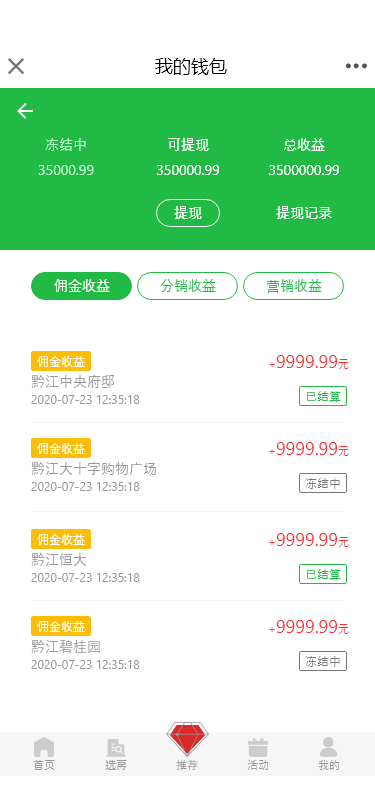 我的钱包
冻结中 可提现 总收益
35000.99 350000.99 3500000.99
提现 提现记录
佣金收益 分销收益 营销收益
佣金收益 +9999.99元
黔江中央府邸
2020-07-23 12:35:18 已结算
佣金收益 +9999.99元
黔江大十字购物广场
2020-07-23 12:35:18 冻结中
佣金收益 +9999.99元
黔江恒大
2020-07-23 12:35:18 已结算
佣金收益 +9999.99元
黔江碧桂园
2020-07-23 12:35:18 冻结中
首页 选房 推荐 活动 我的